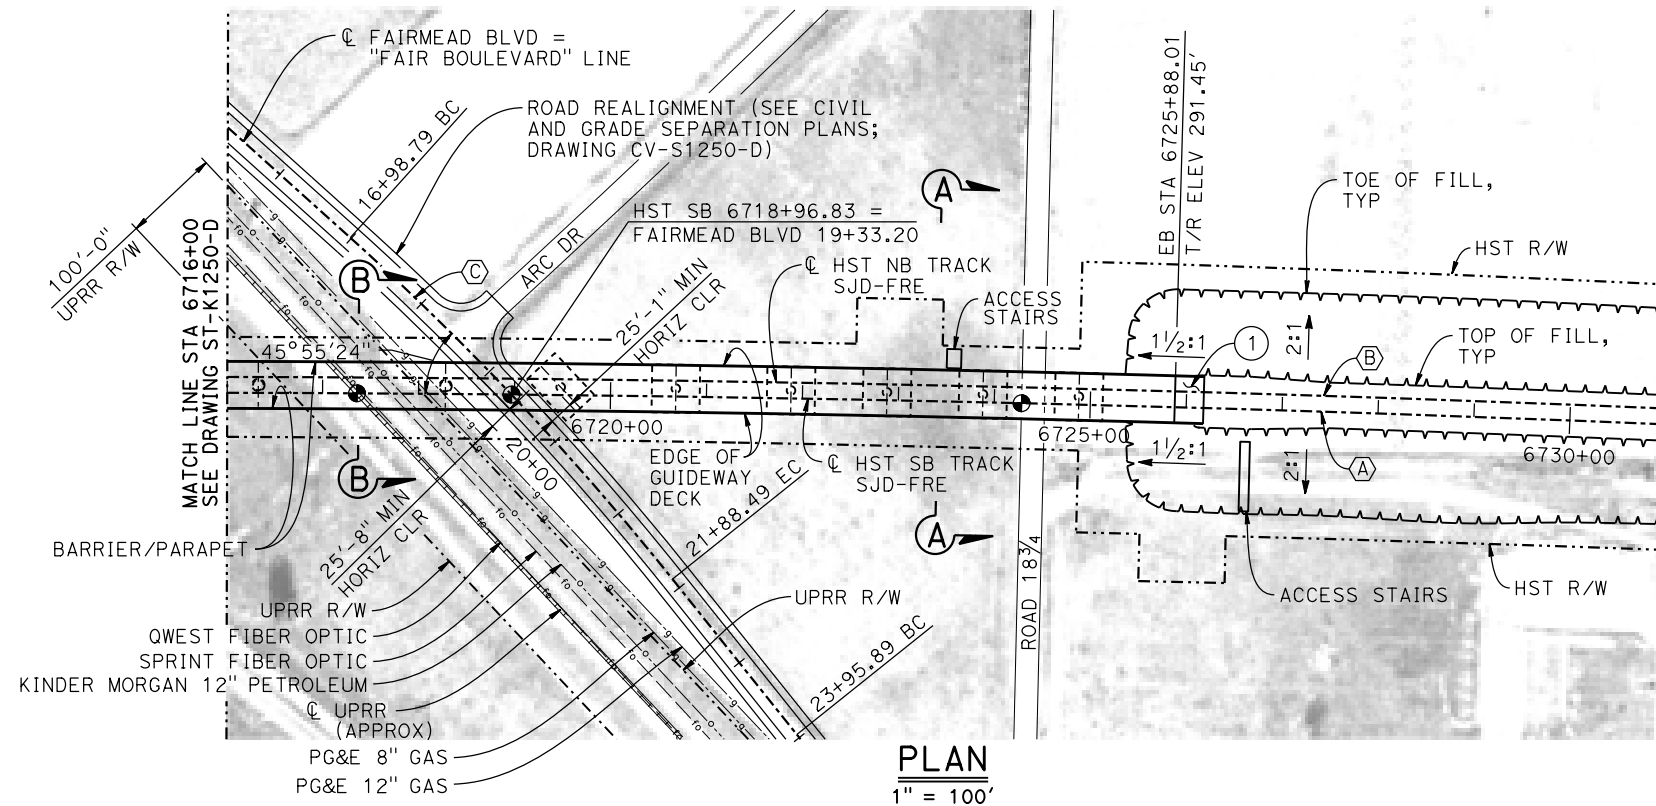 ℄ FAIRMEAD BLVD =
"FAIR BOULEVARD" LINE
ROAD REALIGNMENT (SEE CIVIL
AND GRADE SEPARATION PLANS;
DRAWING CV-S1250-D)
16+98.79 BC
100'-0"
UPRR R/W
MATCH LINE STA 6716+00
SEE DRAWING ST-K1250-D
HST SB 6718+96.83 =
FAIRMEAD BLVD 19+33.20
ARC DR
A
B
C
25'-1" MIN
HORIZ CLR
℄ HST NB TRACK
SJD-FRE
ACCESS
STAIRS
EB STA 6725+88.01
T/R ELEV 291.45'
TOE OF FILL,
TYP
HST R/W
TOP OF FILL,
TYP
1½:1
2:1
1
B
45°55'24"
6720+00
6725+00
6730+00
20+00
EDGE OF
GUIDEWAY
DECK
℄ HST SB TRACK
SJD-FRE
1½:1
2:1
A
B
A
25'-8" MIN
HORIZ CLR
21+88.49 EC
ROAD 18¾
BARRIER/PARAPET
UPRR R/W
UPRR R/W
ACCESS STAIRS
HST R/W
QWEST FIBER OPTIC
SPRINT FIBER OPTIC
KINDER MORGAN 12" PETROLEUM
℄ UPRR
(APPROX)
PG&E 8" GAS
PG&E 12" GAS
23+95.89 BC
PLAN
1" = 100'